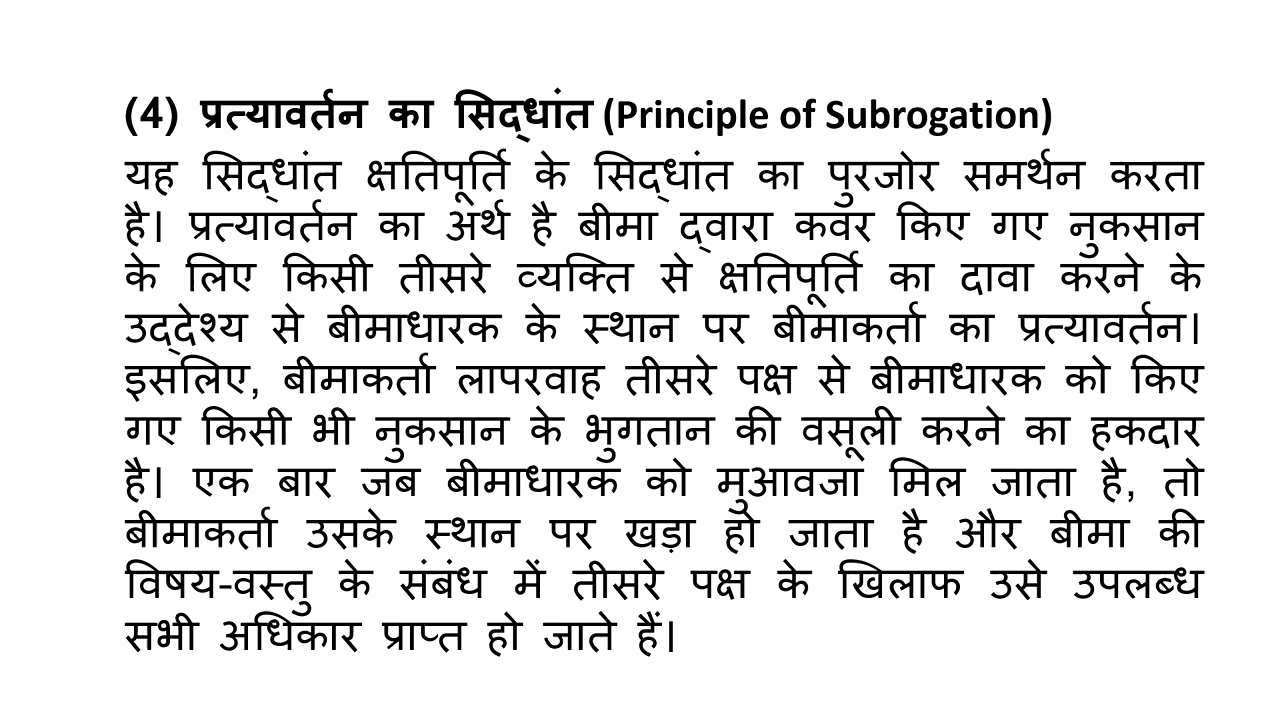 (4) प्रत्यावर्तन का सिद्धांत (Principle of Subrogation)
यह सिद्धांत क्षतिपूर्ति के सिद्धांत का पुरजोर समर्थन करता
है। प्रत्यावर्तन का अर्थ है बीमा द्वारा कवर किए गए नुकसान
के लिए किसी तीसरे व्यक्ति से क्षतिपूर्ति का दावा करने के
उद्देश्य से बीमाधारक के स्थान पर बीमाकर्ता का प्रत्यावर्तन।
इसलिए, बीमाकर्ता लापरवाह तीसरे पक्ष से बीमाधारक को किए
गए किसी भी नुकसान के भुगतान की वसूली करने का हकदार
है। एक बार जब बीमाधारक को मुआवजा मिल जाता है, तो
बीमाकर्ता उसके स्थान पर खड़ा हो जाता है और बीमा की
विषय-वस्तु के संबंध में तीसरे पक्ष के खिलाफ उसे उपलब्ध
सभी अधिकार प्राप्त हो जाते हैं।